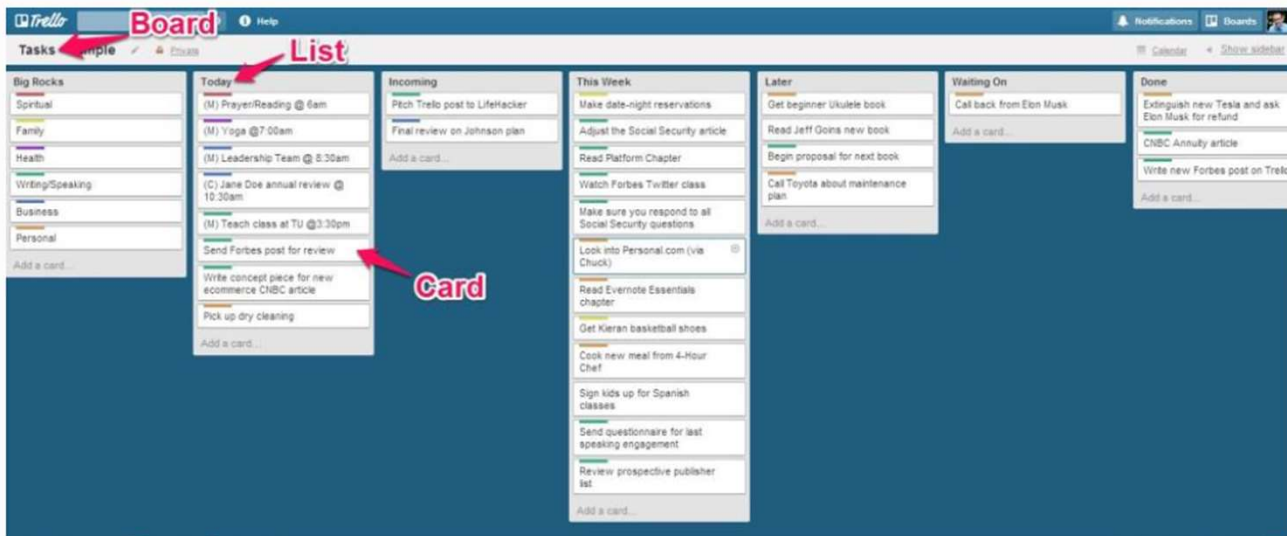 Trello
Board
Help
Notifications
Boards
Tasks
Private
List
Calendar
Show sidebar
Big Rocks
Spiritual
Family
Health
Writing/Speaking
Business
Personal
Add a card...
Today
(M) Prayer/Reading @ 6am
(M) Yoga @7:00am
(M) Leadership Team @ 8:30am
(C) Jane Doe annual review @
10:30am
(M) Teach class at TU @3:30pm
Send Forbes post for review
Write concept piece for new
ecommerce CNBC article
Pick up dry cleaning
Add a card...
Card
Incoming
Pitch Trello post to LifeHacker
Final review on Johnson plan
Add a card...
This Week
Make date-night reservations
Adjust the Social Security article
Read Platform Chapter
Watch Forbes Twitter class
Make sure you respond to all
Social Security questions
Look into Personal.com (via
Chuck)
Read Evernote Essentials
chapter
Get Kieran basketball shoes
Cook new meal from 4-Hour
Chef
Sign kids up for Spanish
classes
Send questionnaire for last
speaking engagement
Review prospective publisher
list
Add a card...
Later
Get beginner Ukulele book
Read Jeff Goins new book
Begin proposal for next book
Call Toyota about maintenance
plan
Add a card...
Waiting On
Call back from Elon Musk
Add a card...
Done
Extinguish new Tesla and ask
Elon Musk for refund
CNBC Annuity article
Write new Forbes post on Trello
Add a card...